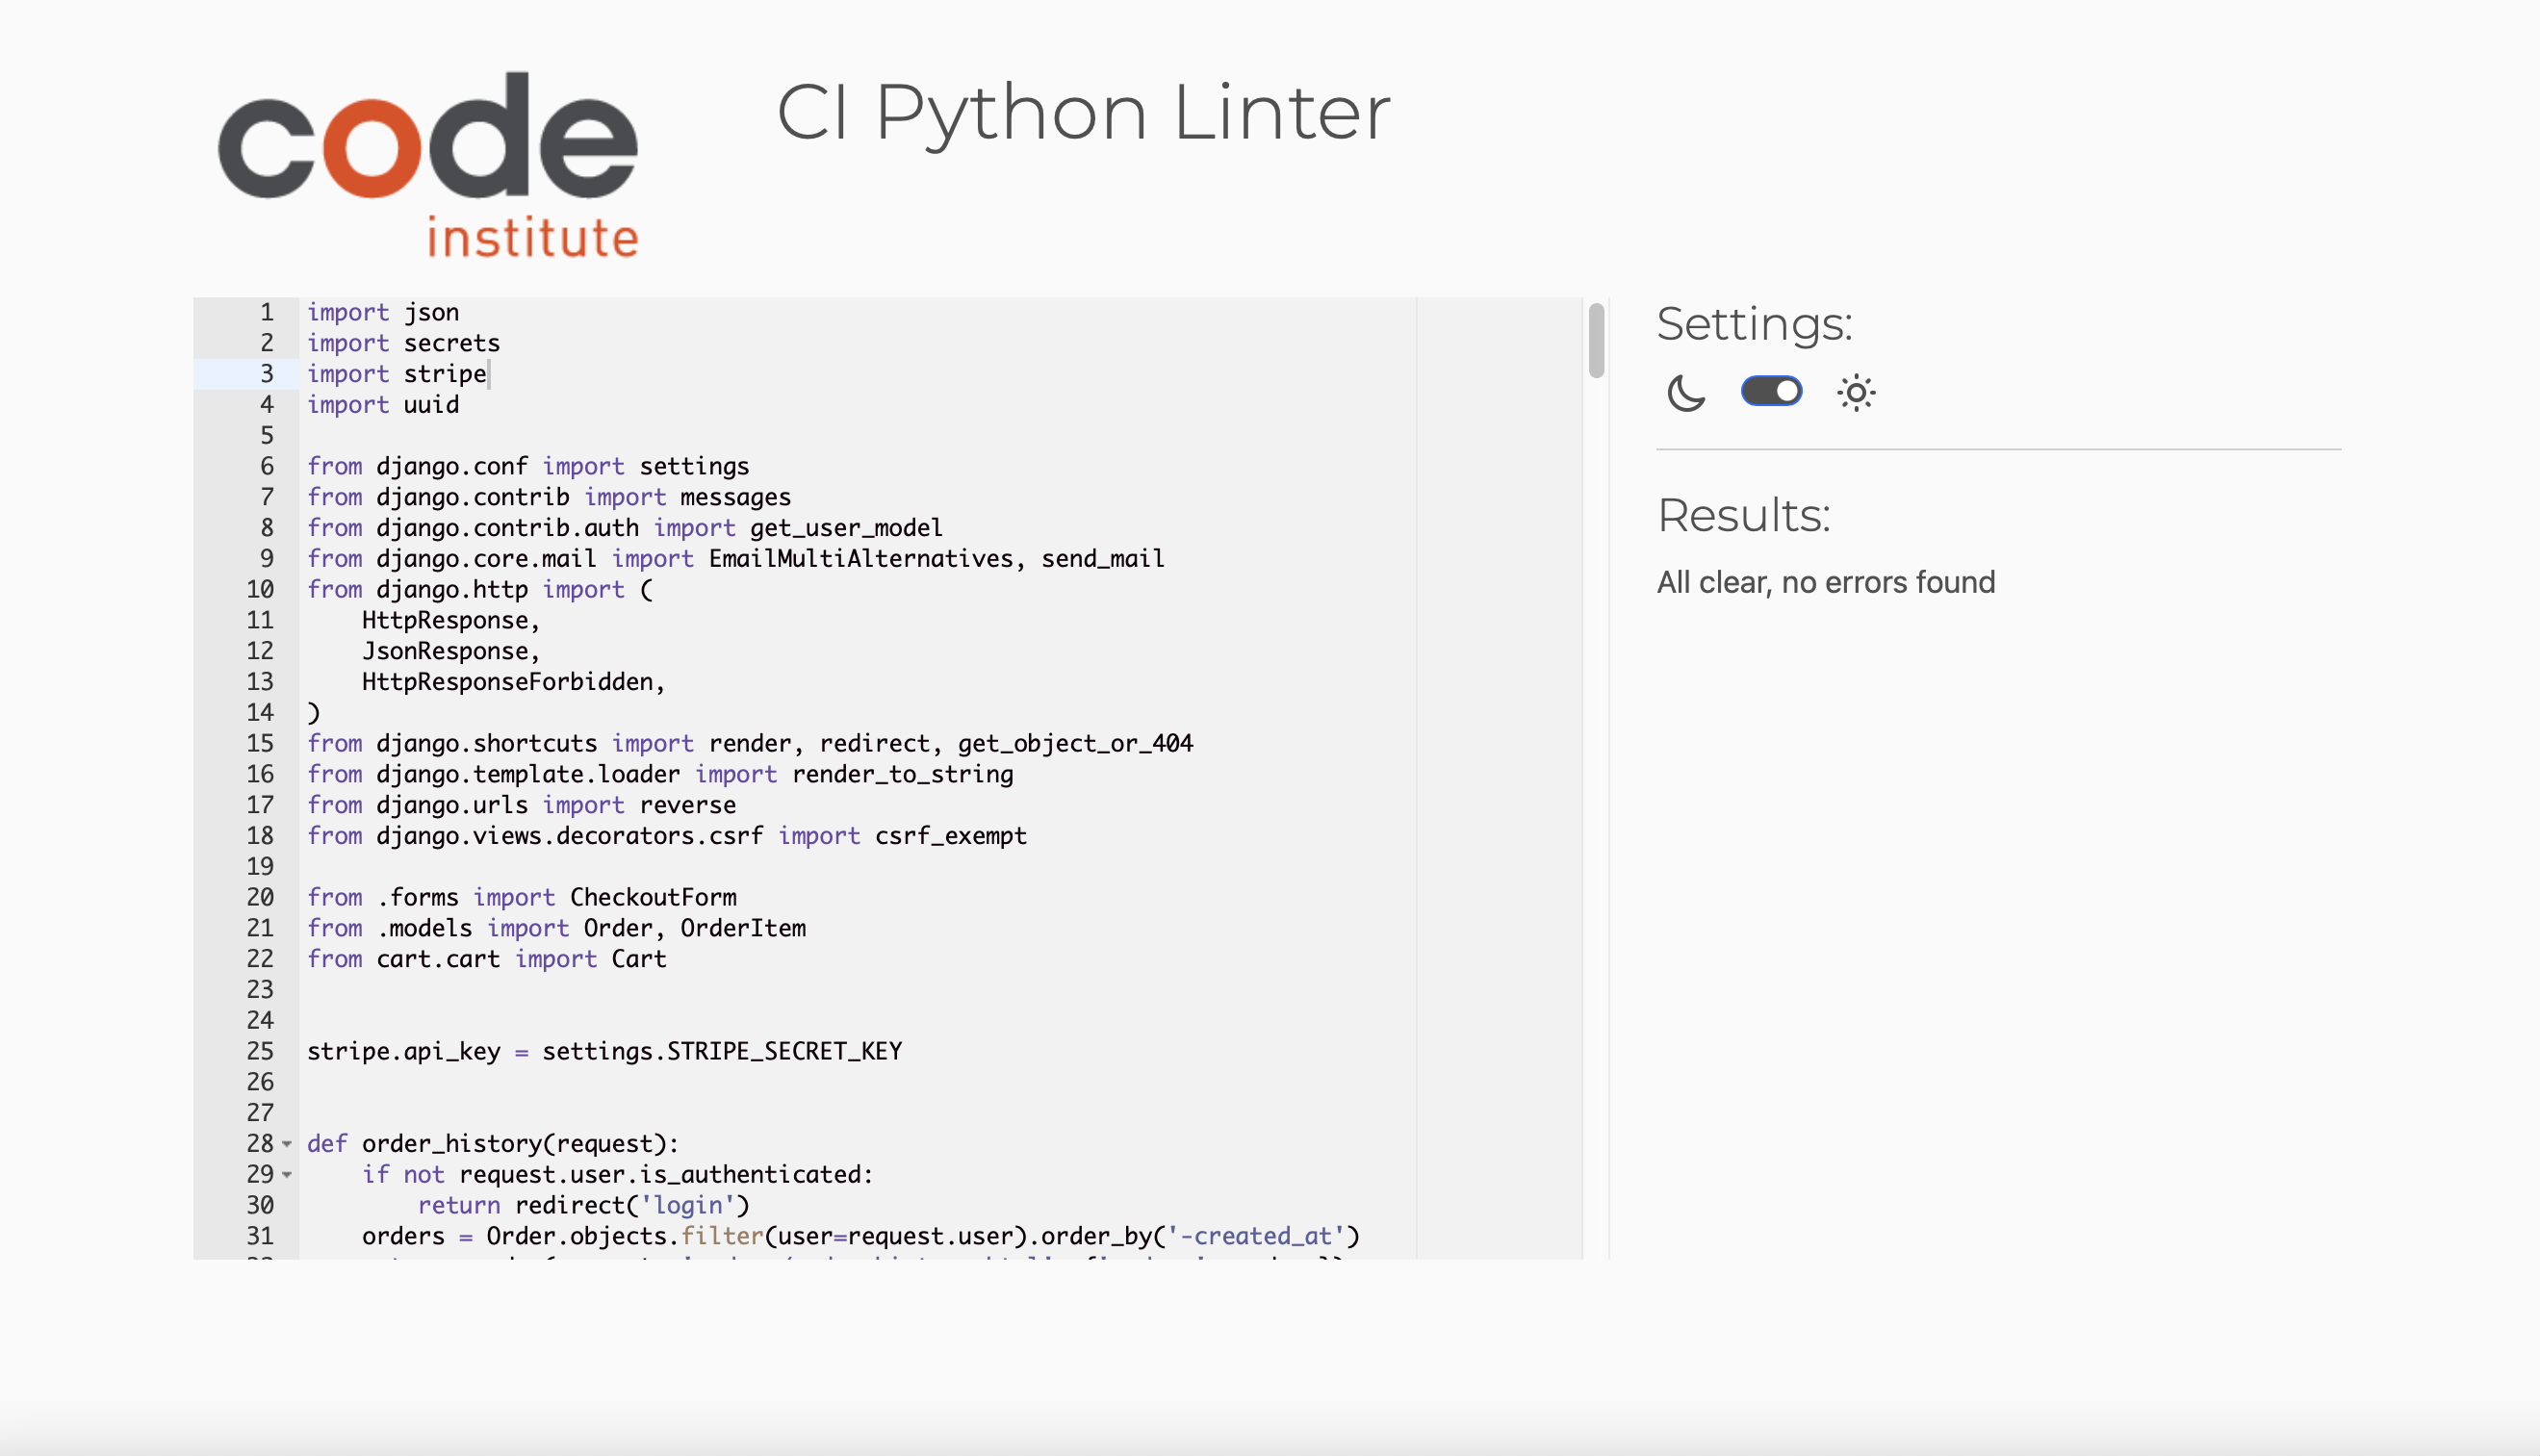 code
institute
CI Python Linter
1 import json
2 import secrets
3 import stripe
4 import uuid
5
6 from django.conf import settings
7 from django.contrib import messages
8 from django.contrib.auth import get_user_model
9 from django.core.mail import EmailMultiAlternatives, send_mail
10 from django.http import (
11     HttpResponse,
12     JsonResponse,
13     HttpResponseForbidden,
14 )
15 from django.shortcuts import render, redirect, get_object_or_404
16 from django.template.loader import render_to_string
17 from django.urls import reverse
18 from django.views.decorators.csrf import csrf_exempt
19
20 from .forms import CheckoutForm
21 from .models import Order, OrderItem
22 from cart.cart import Cart
23
24
25 stripe.api_key = settings.STRIPE_SECRET_KEY
26
27
28 def order_history(request):
29     if not request.user.is_authenticated:
30         return redirect('login')
31     orders = Order.objects.filter(user=request.user).order_by('-created_at')
Settings:
Results:
All clear, no errors found